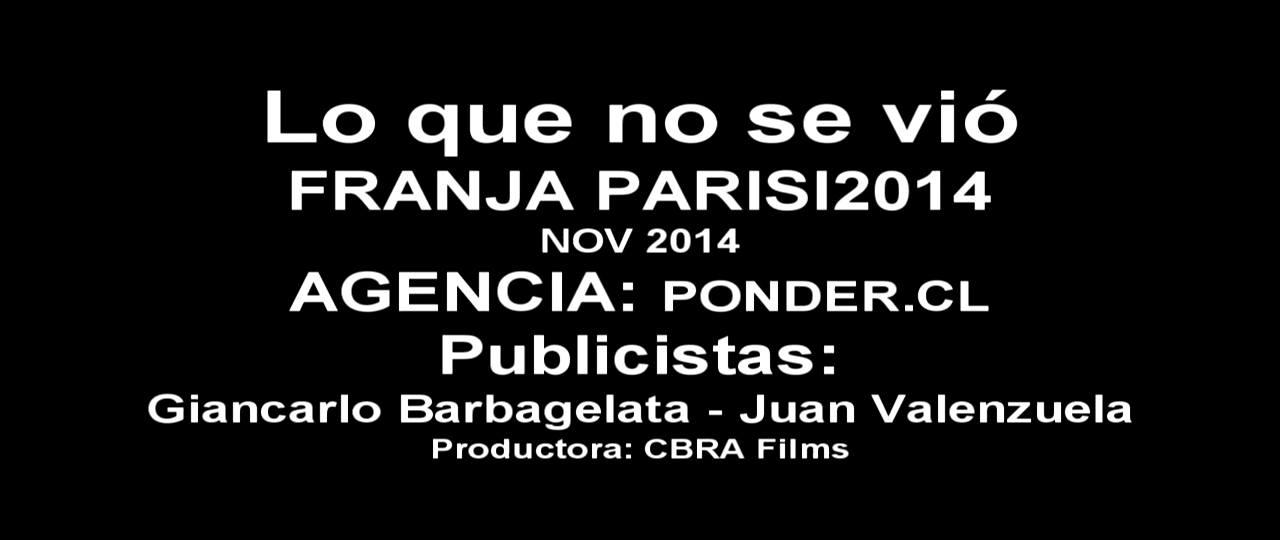 Lo que no se vió
FRANJA PARISI2014
NOV 2014
AGENCIA: PONDER.CL
Publicistas:
Giancarlo Barbagelata - Juan Valenzuela
Productora: CBRA Films